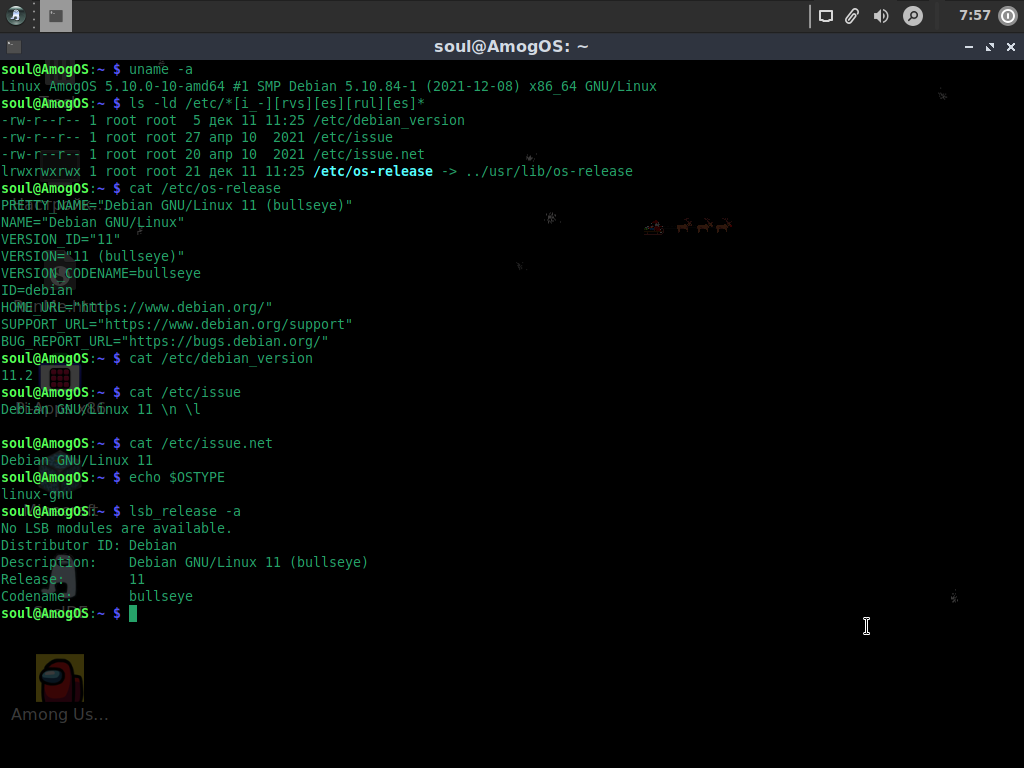 7:57
soul@AmogOS: ~
soul@AmogOS:~ $ uname -a
Linux AmogOS 5.10.0-10-amd64 #1 SMP Debian 5.10.84-1 (2021-12-08) x86_64 GNU/Linux
soul@AmogOS:~ $ ls -ld /etc/*[i_-][rvs][es][rul][es]*
-rw-r--r-- 1 root root  5 дек 11 11:25 /etc/debian_version
-rw-r--r-- 1 root root 27 апр 10  2021 /etc/issue
-rw-r--r-- 1 root root 20 апр 10  2021 /etc/issue.net
lrwxrwxrwx 1 root root 21 дек 11 11:25 /etc/os-release -> ../usr/lib/os-release
soul@AmogOS:~ $ cat /etc/os-release
PRETTY_NAME="Debian GNU/Linux 11 (bullseye)"
NAME="Debian GNU/Linux"
VERSION_ID="11"
VERSION="11 (bullseye)"
VERSION_CODENAME=bullseye
ID=debian
HOME_URL="https://www.debian.org/"
SUPPORT_URL="https://www.debian.org/support"
BUG_REPORT_URL="https://bugs.debian.org/"
soul@AmogOS:~ $ cat /etc/debian_version
11.2
soul@AmogOS:~ $ cat /etc/issue
Debian GNU/Linux 11 \n \l
soul@AmogOS:~ $ cat /etc/issue.net
Debian GNU/Linux 11
soul@AmogOS:~ $ echo $OSTYPE
linux-gnu
soul@AmogOS:~ $ lsb_release -a
No LSB modules are available.
Distributor ID: Debian
Description:    Debian GNU/Linux 11 (bullseye)
Release:        11
Codename:       bullseye
soul@AmogOS:~ $
Among Us...